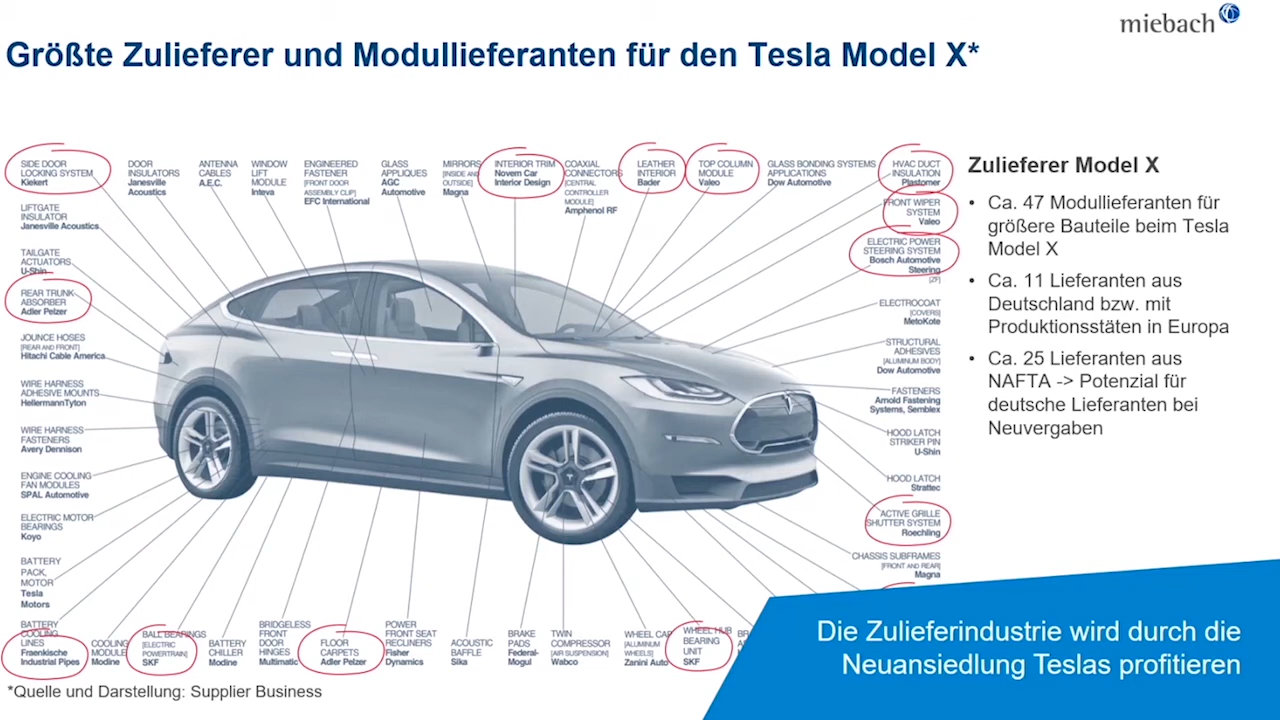 miebach
Größte Zulieferer und Modullieferanten für den Tesla Model X*
SIDE DOOR
LOCKING SYSTEM
Kiekert
DOOR
INSULATORS
Janesville
Acoustics
ANTENNA
CABLES
A.E.C.
WINDOW
LIFT
MODULE
Inteva
ENGINEERED
FASTENER
[FRONT DOOR
ASSEMBLY CLIP]
EFC International
GLASS
APPLIQUES
AGC
Automotive
MIRRORS
[INSIDE AND
OUTSIDE]
Magna
INTERIOR TRIM
Novem Car
Interior Design
COAXIAL
CONNECTORS
[CENTRAL
CONTROLLER
MODULE]
Amphenol RF
LEATHER
INTERIOR
Bader
TOP COLUMN
MODULE
Valeo
GLASS BONDING SYSTEMS
APPLICATIONS
Dow Automotive
HVAC DUCT
INSULATION
Plastomer
LIFTGATE
INSULATOR
Janesville Acoustics
TAILGATE
ACTUATORS
U-Shin
REAR TRUNK
ABSORBER
Adler Pelzer
JOUNCE HOSES
[REAR AND FRONT]
Hitachi Cable America
WIRE HARNESS
ADHESIVE MOUNTS
HellermannTyton
WIRE HARNESS
FASTENERS
Avery Dennison
ENGINE COOLING
FAN MODULES
SPAL Automotive
ELECTRIC MOTOR
BEARINGS
Koyo
BATTERY
PACK,
MOTOR
Tesla
Motors
FRONT WIPER
SYSTEM
Valeo
ELECTRIC POWER
STEERING SYSTEM
Bosch Automotive
Steering
[ZF]
ELECTROCOAT
[COVERS]
MetoKote
STRUCTURAL
ADHESIVES
[ALUMINUM BODY]
Dow Automotive
FASTENERS
Arnold Fastening
Systems, Semblex
HOOD LATCH
STRIKER PIN
U-Shin
HOOD LATCH
Strattec
ACTIVE GRILLE
SHUTTER SYSTEM
Roechling
CHASSIS SUBFRAMES
[FRONT AND REAR]
Magna
BATTERY
COOLING
LINES
Fraenkische
Industrial Pipes
COOLING
MODULE
Modine
BALL BEARINGS
[ELECTRIC
POWERTRAIN]
SKF
BATTERY
CHILLER
Modine
BRIDGELESS
FRONT
DOOR
HINGES
Multimatic
FLOOR
CARPETS
Adler Pelzer
POWER
FRONT SEAT
RECLINERS
Fisher
Dynamics
ACOUSTIC
BAFFLE
Sika
BRAKE
PADS
Federal-
Mogul
TWIN
COMPRESSOR
[AIR SUSPENSION]
Wabco
WHEEL CAP
[ALUMINUM
WHEELS]
Zanini Auto
WHEEL HUB
BEARING
UNIT
SKF
Zulieferer Model X
• Ca. 47 Modullieferanten für
größere Bauteile beim Tesla
Model X
• Ca. 11 Lieferanten aus
Deutschland bzw. mit
Produktionsstäten in Europa
• Ca. 25 Lieferanten aus
NAFTA -> Potenzial für
deutsche Lieferanten bei
Neuvergaben
Die Zulieferindustrie wird durch die
Neuansiedlung Teslas profitieren
*Quelle und Darstellung: Supplier Business